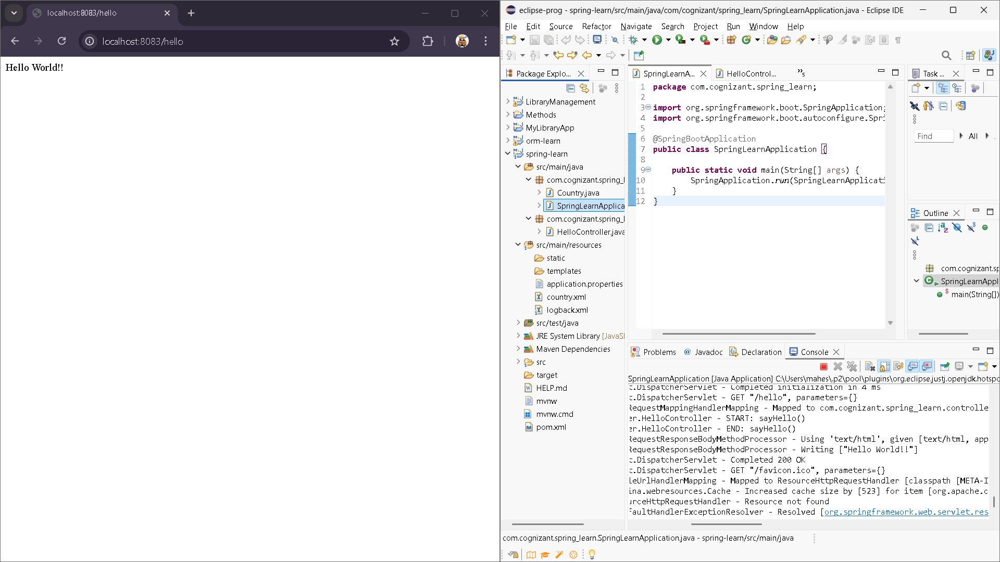 localhost:8083/hello
localhost:8083/hello
Hello World!!
eclipse-prog - spring-learn/src/main/java/com/cognizant/spring_learn/SpringLearnApplication.java - Eclipse IDE
File Edit Source Refactor Navigate Search Project Run Window Help
Package Explo...
LibraryManagement
Methods
MyLibraryApp
orm-learn
spring-learn
src/main/java
com.cognizant.spring_l
Country.java
SpringLearnApplica
com.cognizant.spring_l
HelloController.java
src/main/resources
static
templates
application.properties
country.xml
logback.xml
src/test/java
JRE System Library [JavaSE
Maven Dependencies
src
target
HELP.md
mvnw
mvnw.cmd
pom.xml
SpringLearnA... HelloControl... »5
1 package com.cognizant.spring_learn;
2
3 import org.springframework.boot.SpringApplication;
4 import org.springframework.boot.autoconfigure.Spri
5
6 @SpringBootApplication
7 public class SpringLearnApplication {
8
9 public static void main(String[] args) {
10 SpringApplication.run(SpringLearnApplicati
11 }
12 }
Task ...
Find All
Outline
com.cognizant.sp
SpringLearnAppl
main(String[])
Problems Javadoc Declaration Console
SpringLearnApplication [Java Application] C:\Users\mahes\.p2\pool\plugins\org.eclipse.justj.openjdk.hotspo
t.DispatcherServlet - Completed initialization in 4 ms
t.DispatcherServlet - GET "/hello", parameters={}
RequestMappingHandlerMapping - Mapped to com.cognizant.spring_learn.controlle
er.HelloController - START: sayHello()
er.HelloController - END: sayHello()
RequestResponseBodyMethodProcessor - Using 'text/html', given [text/html, app
RequestResponseBodyMethodProcessor - Writing ["Hello World!!"]
t.DispatcherServlet - Completed 200 OK
t.DispatcherServlet - GET "/favicon.ico", parameters={}
leUrlHandlerMapping - Mapped to ResourceHttpRequestHandler [classpath [META-I
ina.webresources.Cache - Increased cache size by [523] for item [org.apache.c
urceHttpRequestHandler - Resource not found
faultHandlerExceptionResolver - Resolved [org.springframework.web.servlet.res
com.cognizant.spring_learn.SpringLearnApplication.java - spring-learn/src/main/java